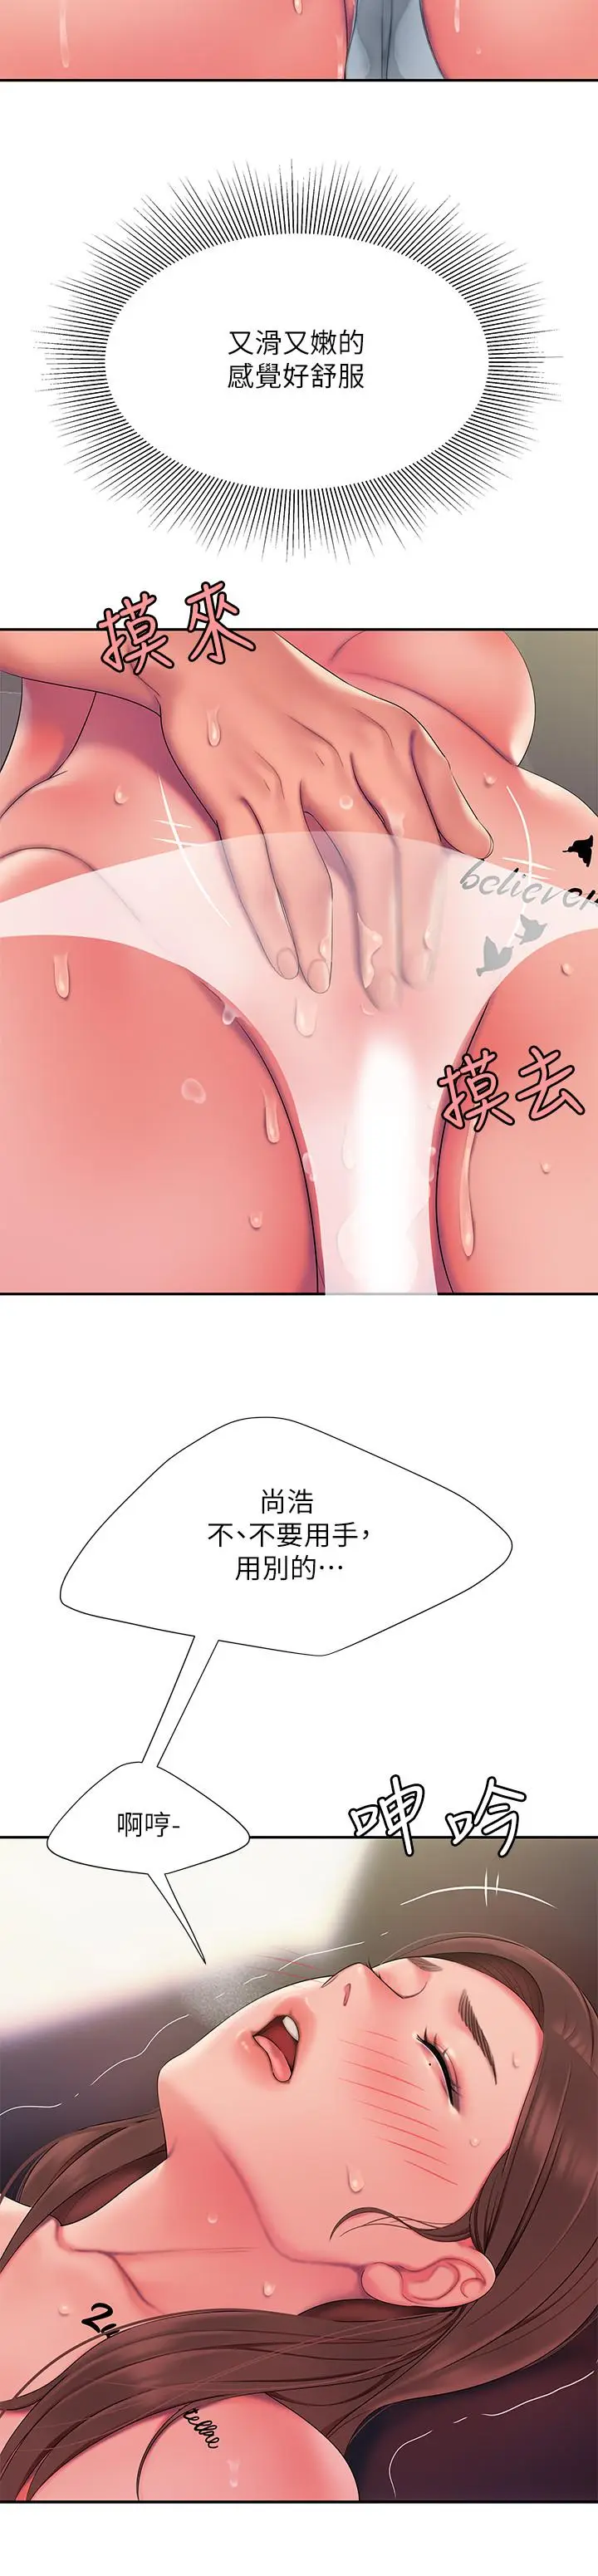 又滑又嫩的
感覺好舒服
摸來
believer
摸去
尚浩
不、不要用手，
用別的…
啊哼-
呻吟